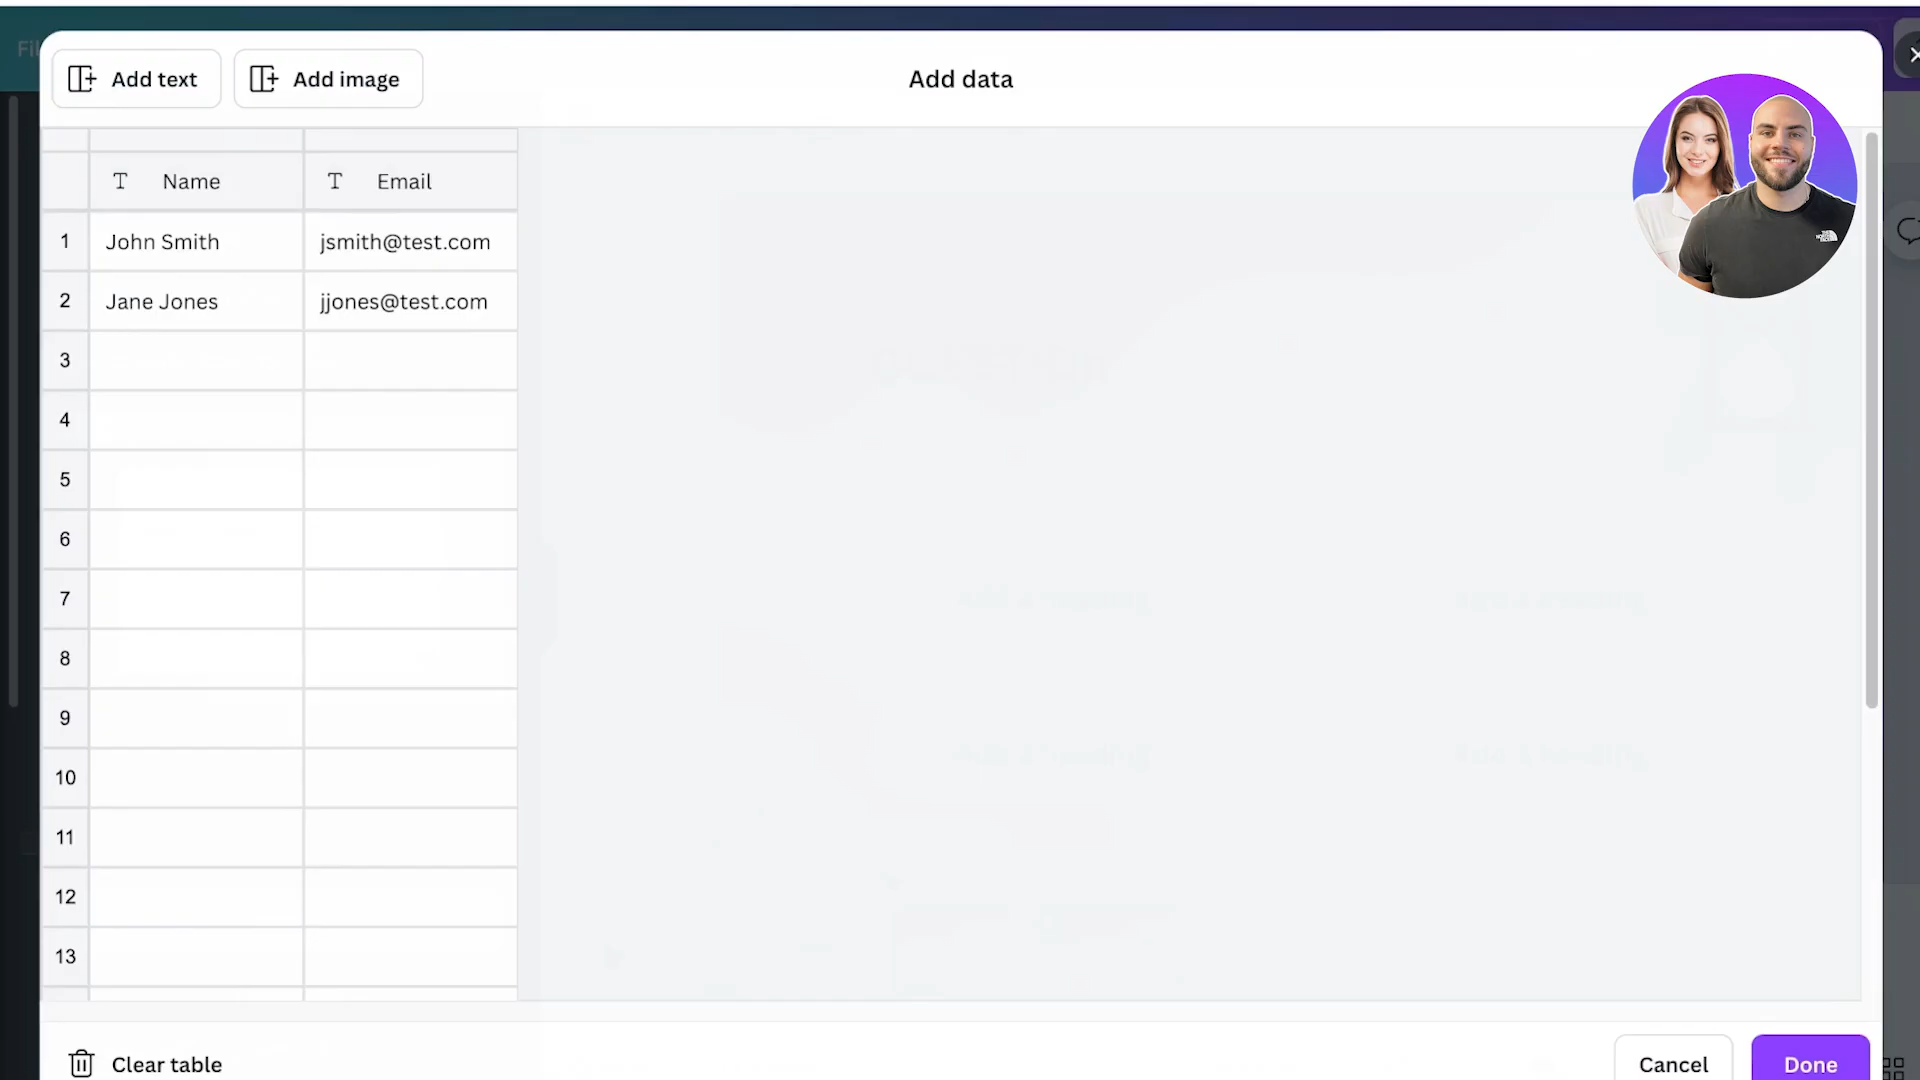 Fil
Add text
Add image
Add data
Name
Email
1
John Smith
jsmith@test.com
2
Jane Jones
jjones@test.com
3
4
5
6
7
8
9
10
11
12
13
Clear table
Cancel
Done